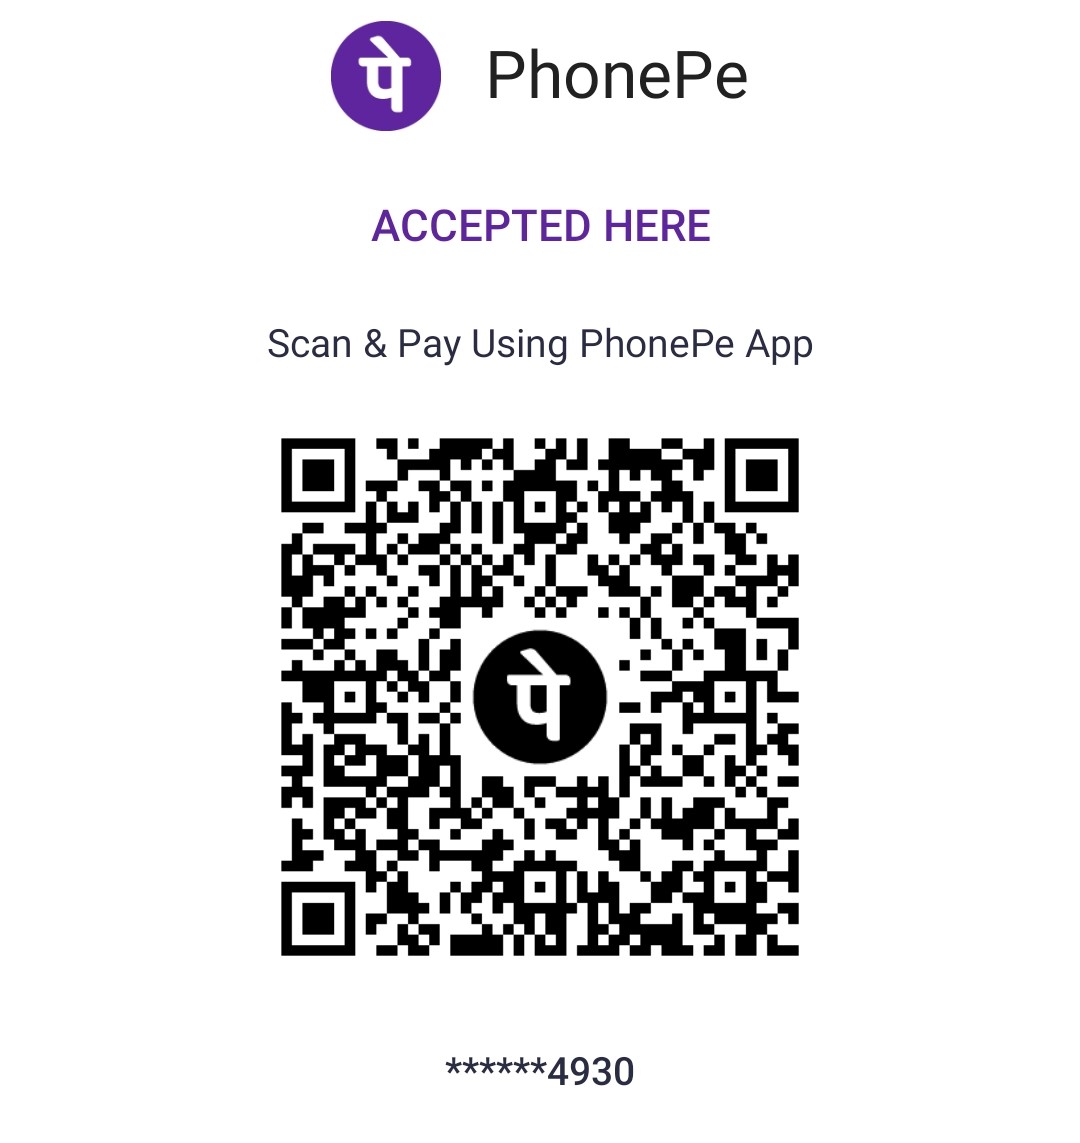 पे PhonePe
ACCEPTED HERE
Scan & Pay Using PhonePe App
पे
******4930